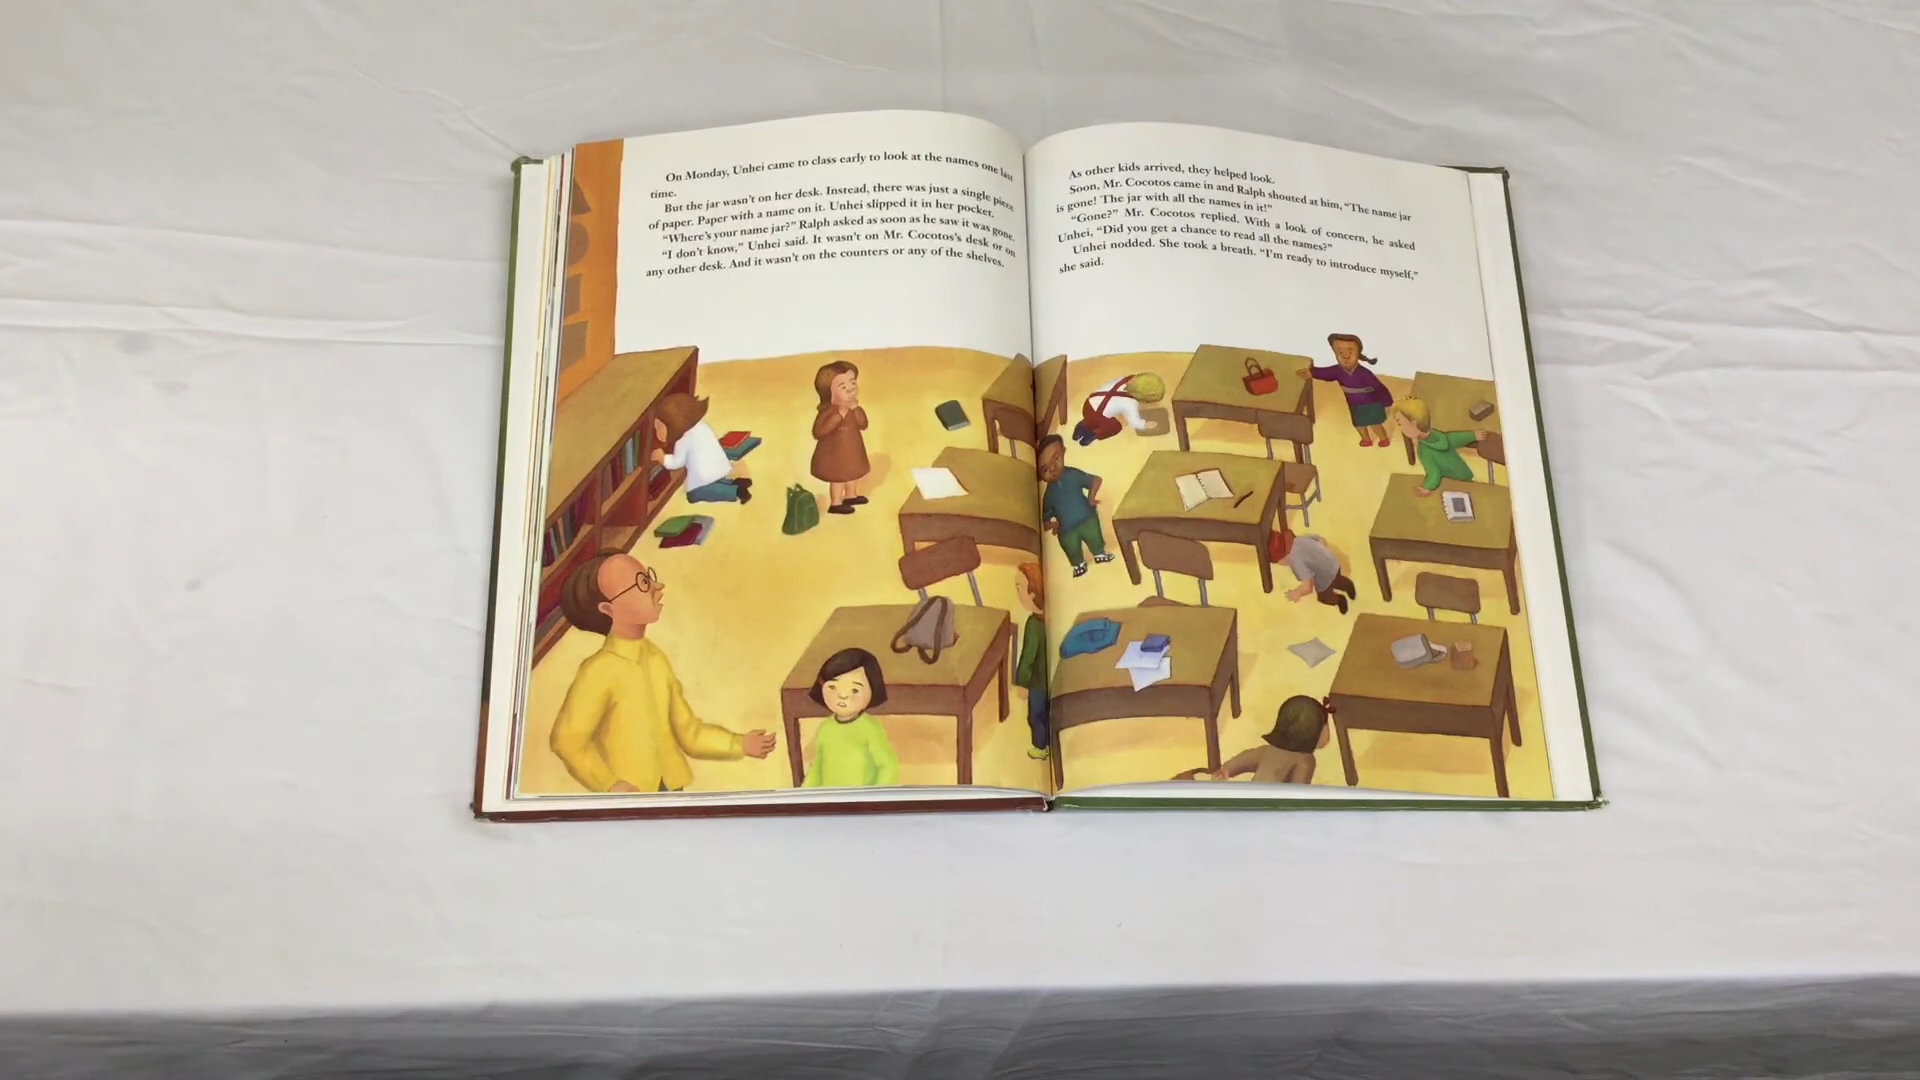 On Monday, Unhei came to class early to look at the names one last
time.
But the jar wasn't on her desk. Instead, there was just a single piece
of paper. Paper with a name on it. Unhei slipped it in her pocket.
“Where's your name jar?” Ralph asked as soon as he saw it was gone.
“I don't know,” Unhei said. It wasn't on Mr. Cocotos's desk or on
any other desk. And it wasn't on the counters or any of the shelves.
As other kids arrived, they helped look.
Soon, Mr. Cocotos came in and Ralph shouted at him, “The name jar
is gone! The jar with all the names in it!”
“Gone?” Mr. Cocotos replied. With a look of concern, he asked
Unhei, “Did you get a chance to read all the names?”
Unhei nodded. She took a breath. “I'm ready to introduce myself,”
she said.